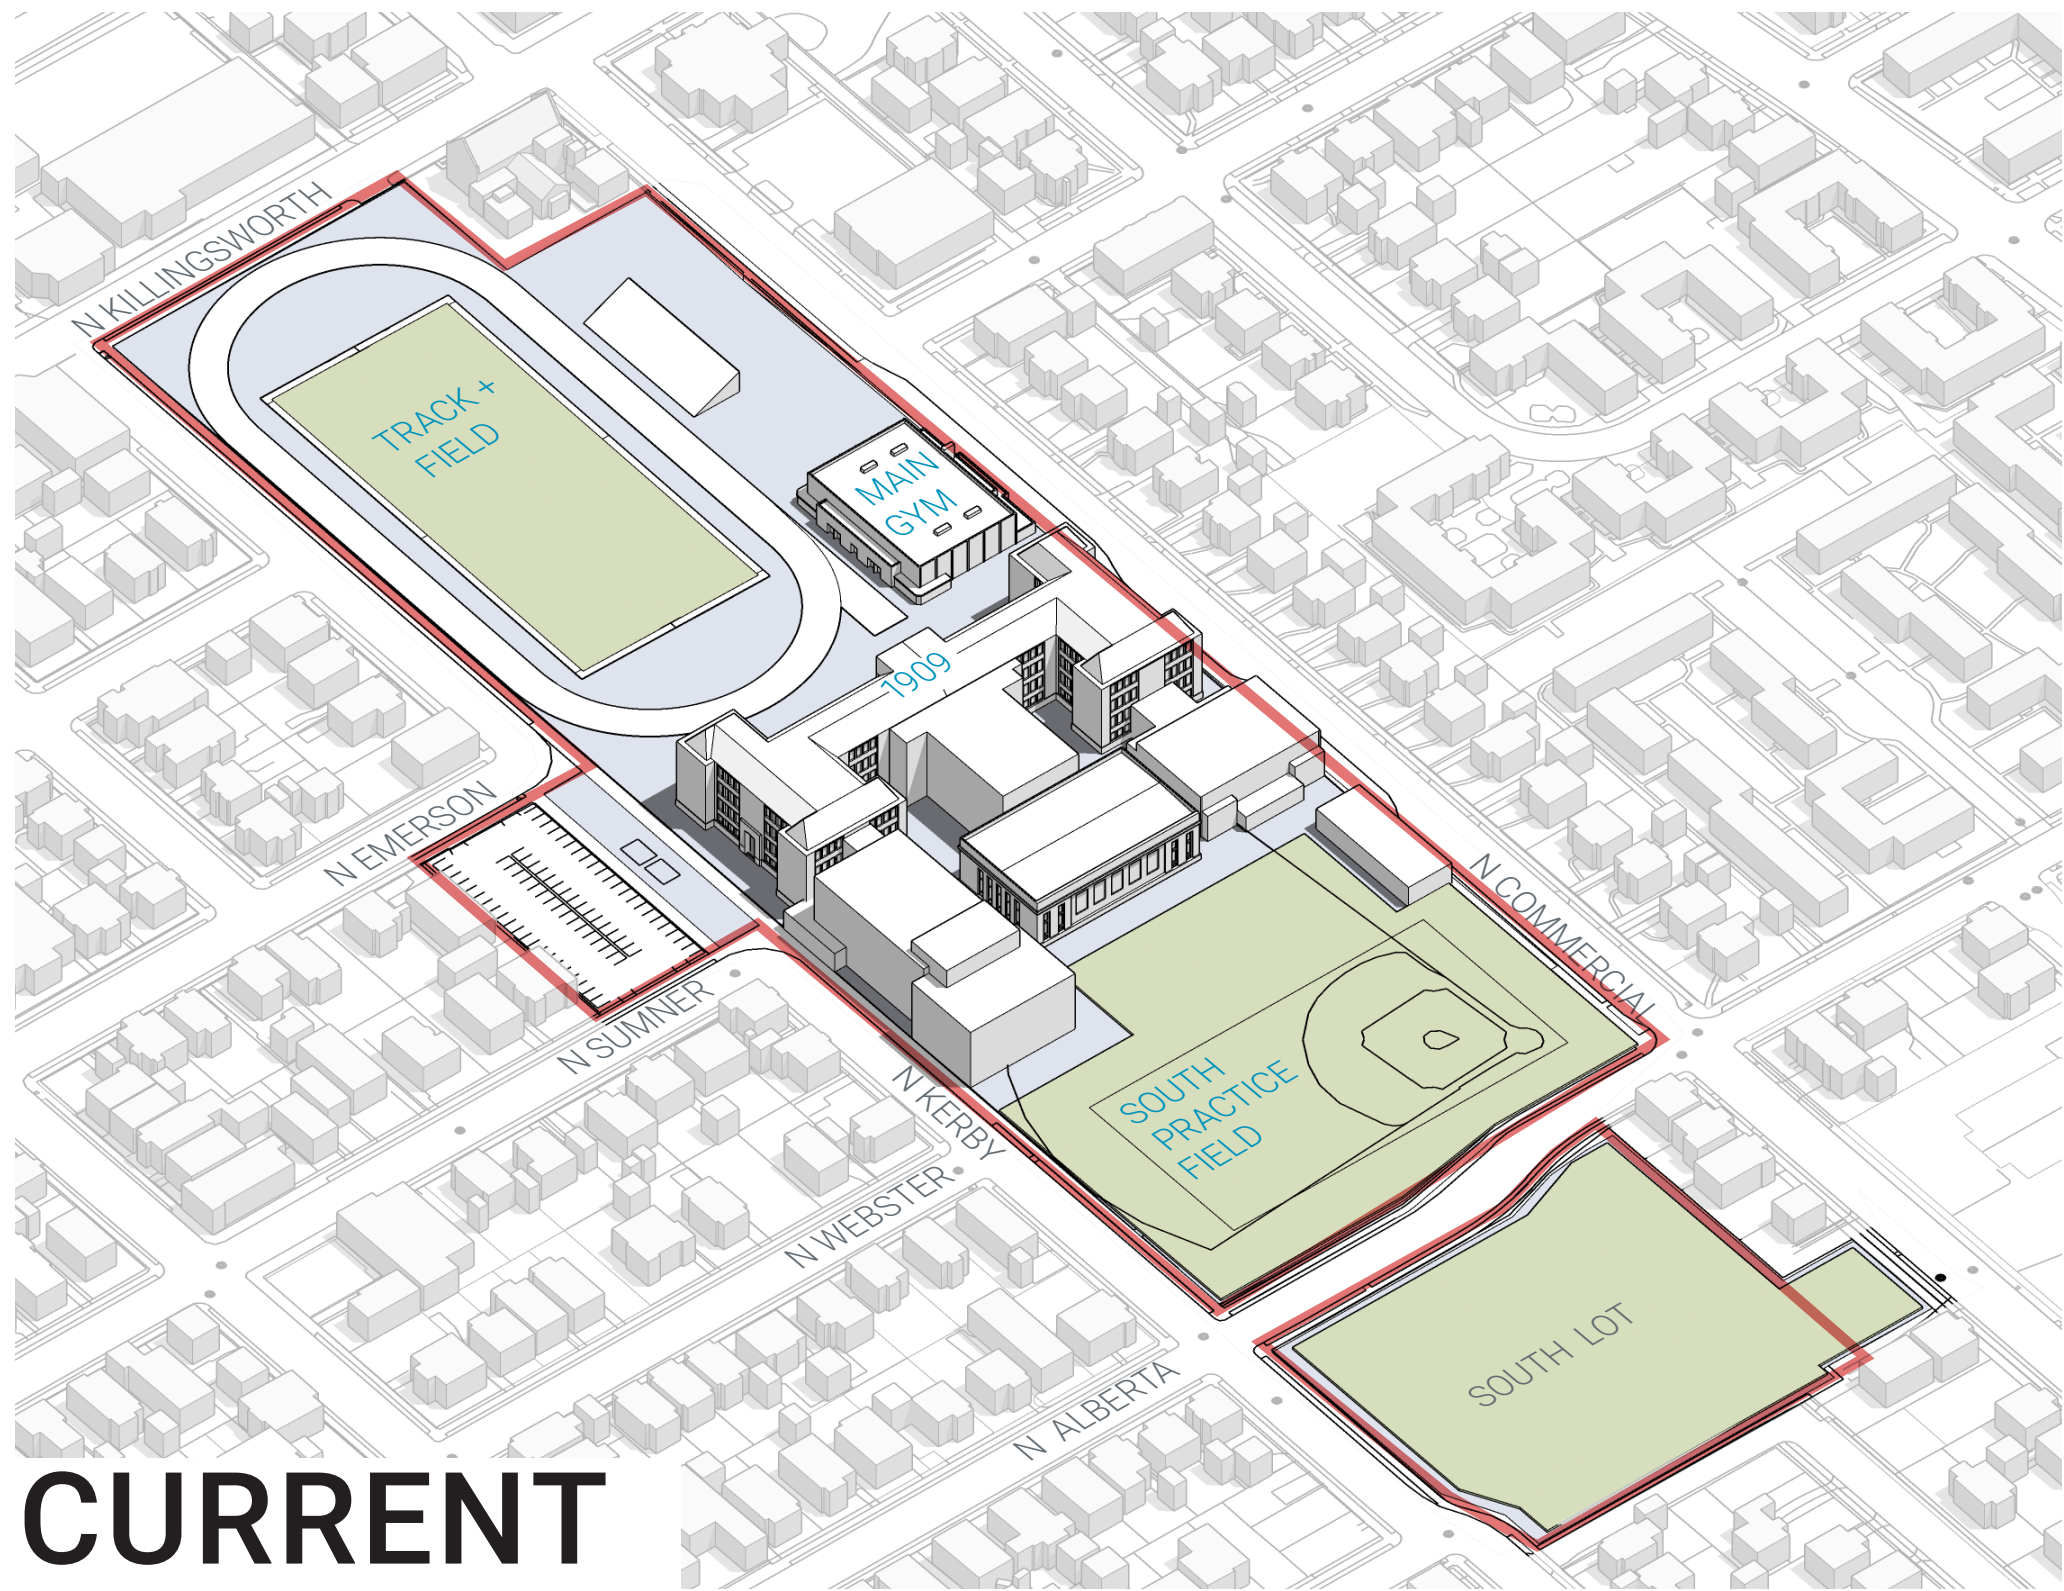 N KILLINGSWORTH
TRACK +
FIELD
MAIN
GYM
1909
N EMERSON
N SUMNER
N COMMERCIAL
N KERBY
SOUTH
PRACTICE
FIELD
N WEBSTER
SOUTH LOT
N ALBERTA
CURRENT